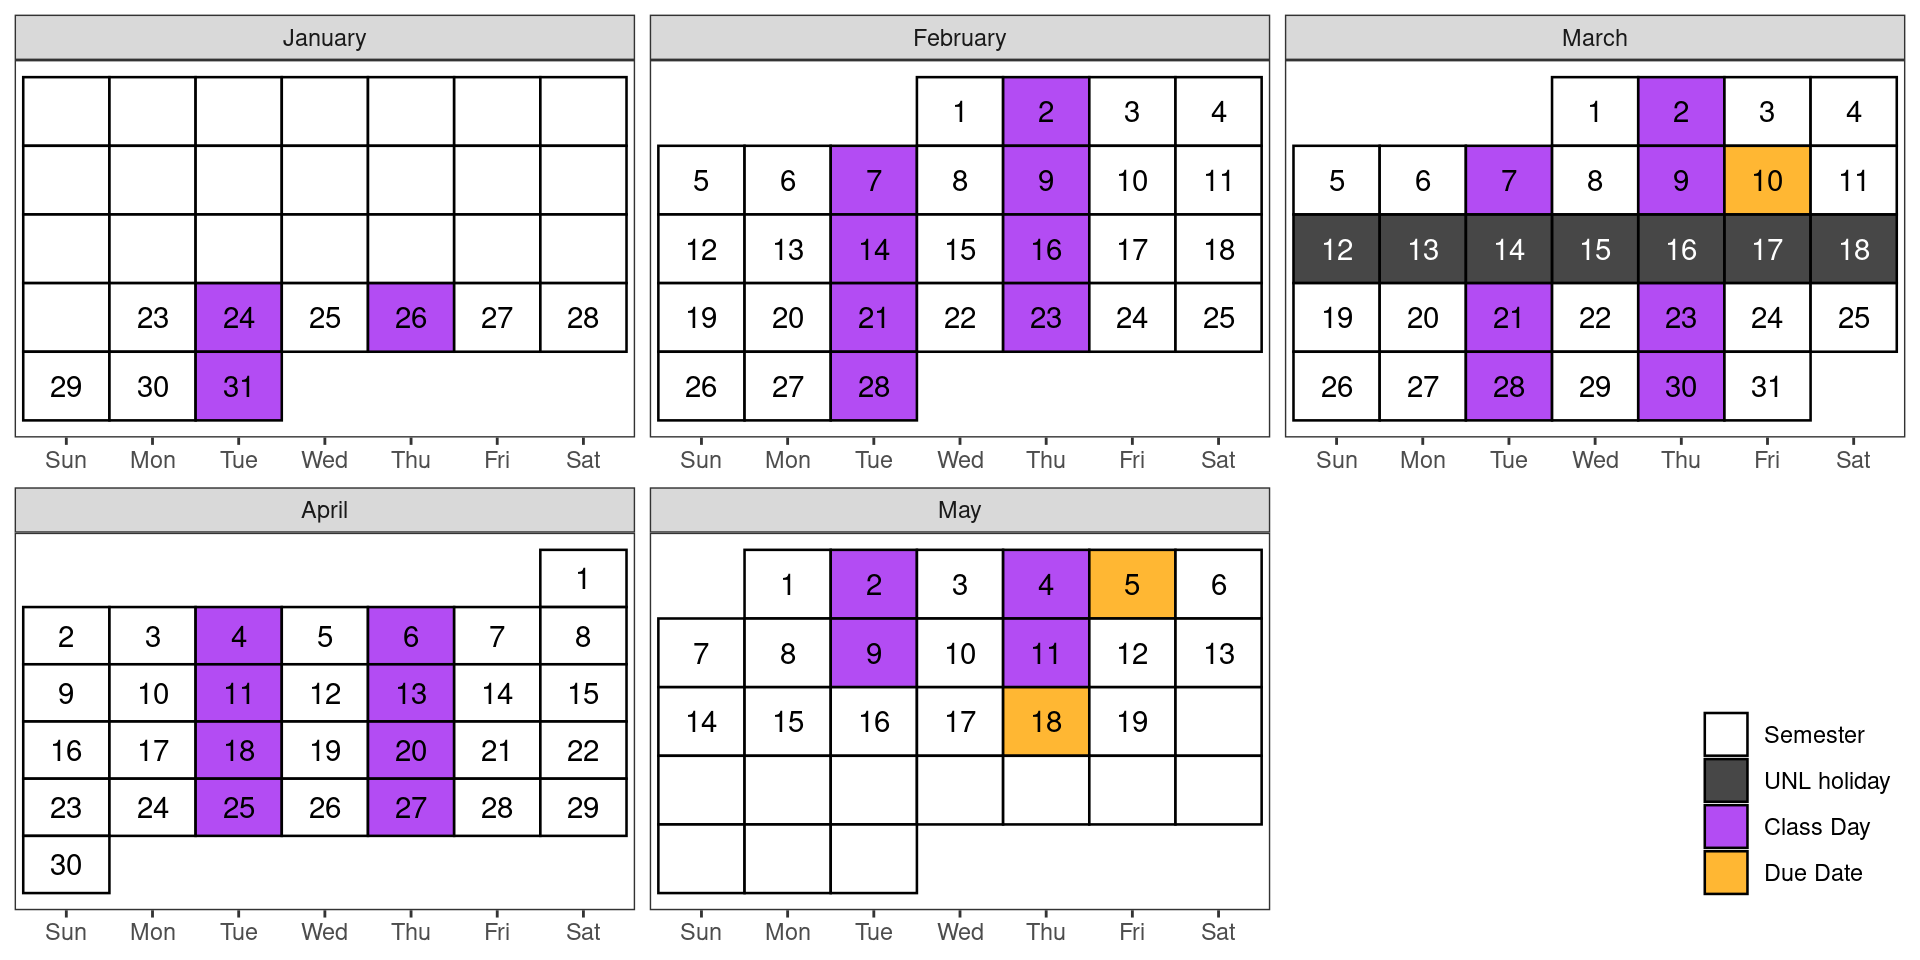 January
23 24 25 26 27 28
29 30 31
Sun Mon Tue Wed Thu Fri Sat
February
1 2 3 4
5 6 7 8 9 10 11
12 13 14 15 16 17 18
19 20 21 22 23 24 25
26 27 28
Sun Mon Tue Wed Thu Fri Sat
March
1 2 3 4
5 6 7 8 9 10 11
12 13 14 15 16 17 18
19 20 21 22 23 24 25
26 27 28 29 30 31
Sun Mon Tue Wed Thu Fri Sat
April
1
2 3 4 5 6 7 8
9 10 11 12 13 14 15
16 17 18 19 20 21 22
23 24 25 26 27 28 29
30
Sun Mon Tue Wed Thu Fri Sat
May
1 2 3 4 5 6
7 8 9 10 11 12 13
14 15 16 17 18 19
Sun Mon Tue Wed Thu Fri Sat
Semester
UNL holiday
Class Day
Due Date